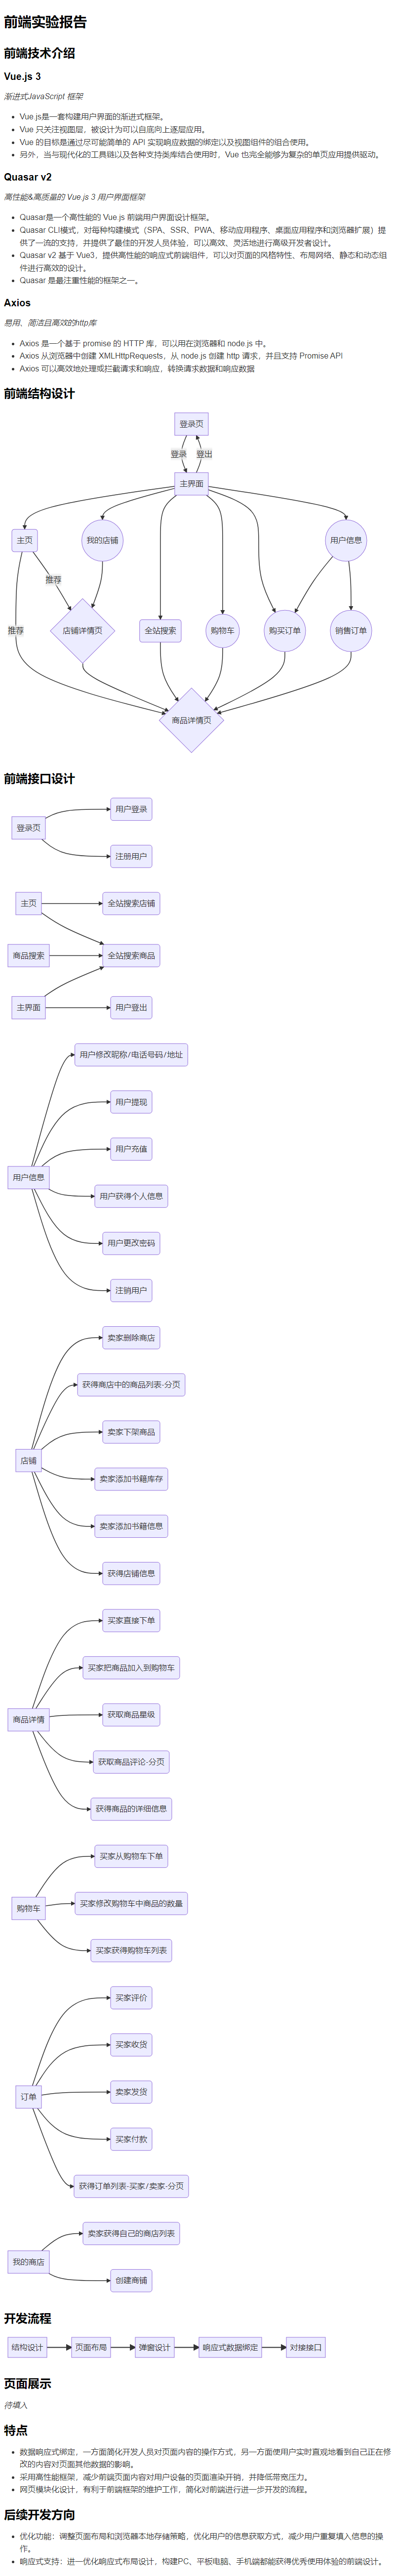 前端实验报告
前端技术介绍
Vue.js 3
渐进式JavaScript 框架
Vue.js是一套构建用户界面的渐进式框架。
Vue 只关注视图层，被设计为可以自底向上逐层应用。
Vue 的目标是通过尽可能简单的 API 实现响应数据的绑定以及视图组件的组合使用。
另外，当与现代化的工具链以及各种支持类库结合使用时，Vue 也完全能够为复杂的单页应用提供驱动。
Quasar v2
高性能&高质量的 Vue.js 3 用户界面框架
Quasar是一个高性能的 Vue js 前端用户界面设计框架。
Quasar CLI模式，对每种构建模式（SPA、SSR、PWA、移动应用程序、桌面应用程序和浏览器扩展）提
供了一流的支持，并提供了最佳的开发人员体验，可以高效、灵活地进行高级开发者设计。
Quasar v2 基于 Vue3，提供高性能的响应式前端组件，可以对页面的风格特性、布局网络、静态和动态组
件进行高效的设计。
Quasar 是最注重性能的框架之一。
Axios
易用、简洁且高效的http库
Axios 是一个基于 promise 的 HTTP 库，可以用在浏览器和 node.js 中。
Axios 从浏览器中创建 XMLHttpRequests，从 node.js 创建 http 请求，并且支持 Promise API
Axios 可以高效地处理或拦截请求和响应，转换请求数据和响应数据
前端结构设计
登录页
登录
登出
主界面
主页
我的店铺
用户信息
推荐
推荐
店铺详情页
全站搜索
购物车
购买订单
销售订单
商品详情页
前端接口设计
用户登录
登录页
注册用户
主页
全站搜索店铺
商品搜索
全站搜索商品
主界面
用户登出
用户修改昵称/电话号码/地址
用户提现
用户充值
用户信息
用户获得个人信息
用户更改密码
注销用户
卖家删除商店
获得商店中的商品列表-分页
卖家下架商品
店铺
卖家添加书籍库存
卖家添加书籍信息
获得店铺信息
买家直接下单
买家把商品加入到购物车
获取商品星级
商品详情
获取商品评论-分页
获得商品的详细信息
买家从购物车下单
购物车
买家修改购物车中商品的数量
买家获得购物车列表
买家评价
买家收货
卖家发货
订单
买家付款
获得订单列表-买家/卖家-分页
卖家获得自己的商店列表
我的商店
创建商铺
开发流程
结构设计
页面布局
弹窗设计
响应式数据绑定
对接接口
页面展示
待填入
特点
数据响应式绑定，一方面简化开发人员对页面内容的操作方式，另一方面使用户实时直观地看到自己正在修
改的内容对页面其他数据的影响。
采用高性能框架，减少前端页面内容对用户设备的页面渲染开销，并降低带宽压力。
网页模块化设计，有利于前端框架的维护工作，简化对前端进行进一步开发的流程。
后续开发方向
优化功能：调整页面布局和浏览器本地存储策略，优化用户的信息获取方式，减少用户重复填入信息的操
作。
响应式支持：进一优化响应式布局设计，构建PC、平板电脑、手机端都能获得优秀使用体验的前端设计。